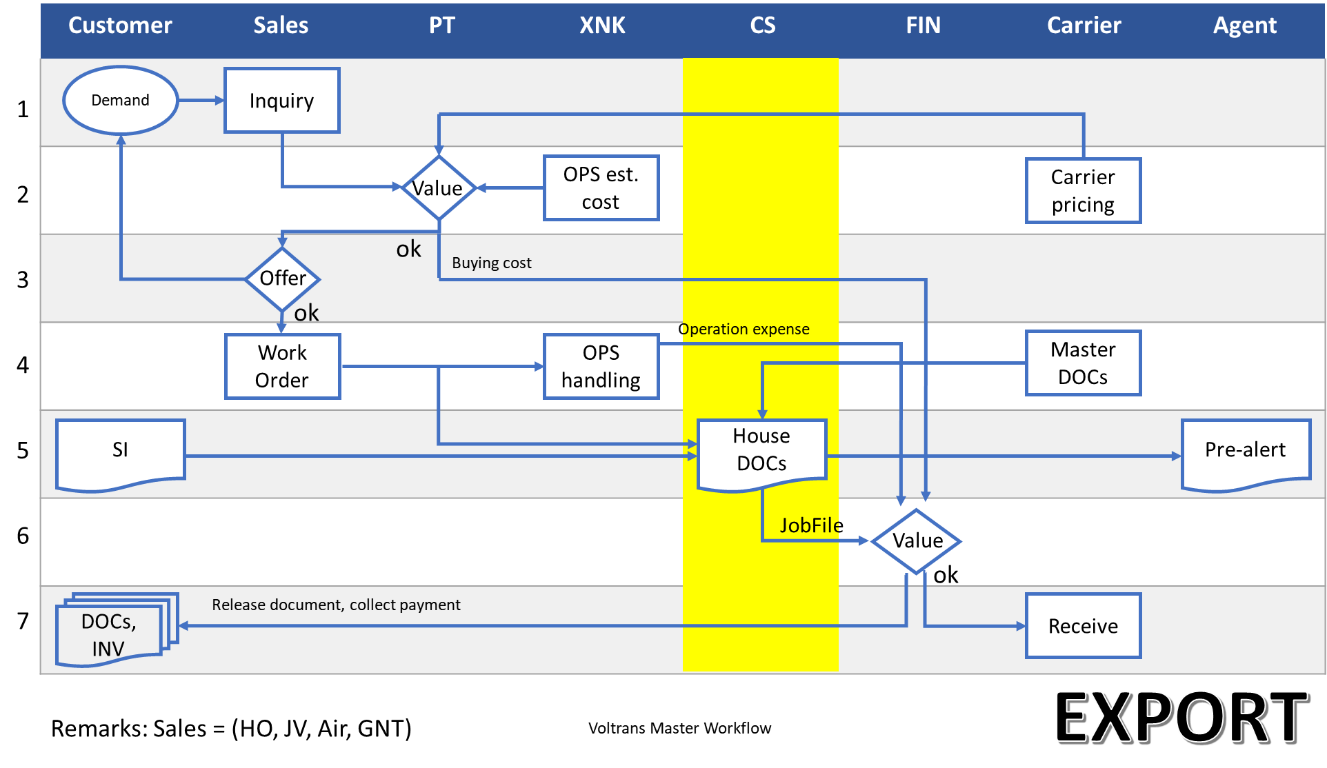 Customer Sales PT XNK CS FIN Carrier Agent
1
Demand
Inquiry
2
Value
OPS est.
cost
Carrier
pricing
ok
3
Offer
Buying cost
ok
4
Work
Order
OPS
handling
Operation expense
Master
DOCs
5
SI
House
DOCs
Pre-alert
6
JobFile
Value
ok
7
DOCs,
INV
Release document, collect payment
Receive
Remarks: Sales = (HO, JV, Air, GNT)
Voltrans Master Workflow
EXPORT